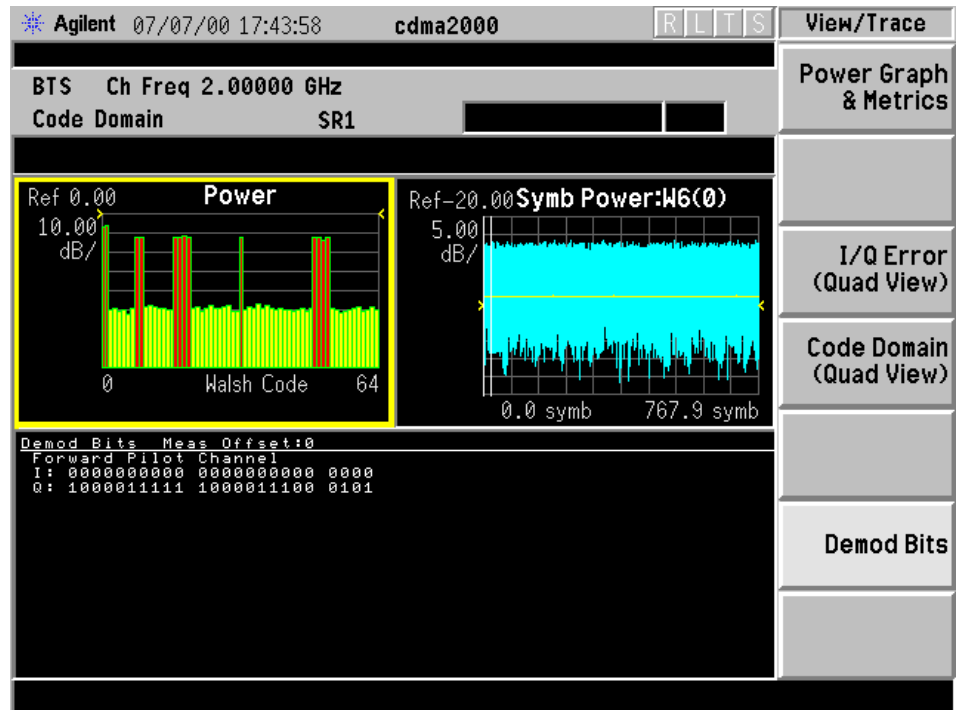 Agilent 07/07/00 17:43:58 cdma2000 R L T S View/Trace
BTS Ch Freq 2.00000 GHz
Code Domain SR1
Power Graph
& Metrics
Ref 0.00 Power
10.00
dB/
0 Walsh Code 64
Ref-20.00 Symb Power:W6(0)
5.00
dB/
0.0 symb 767.9 symb
I/Q Error
(Quad View)
Code Domain
(Quad View)
Demod Bits Meas Offset:0
Forward Pilot Channel
I: 0000000000 0000000000 0000
Q: 1000011111 1000011100 0101
Demod Bits